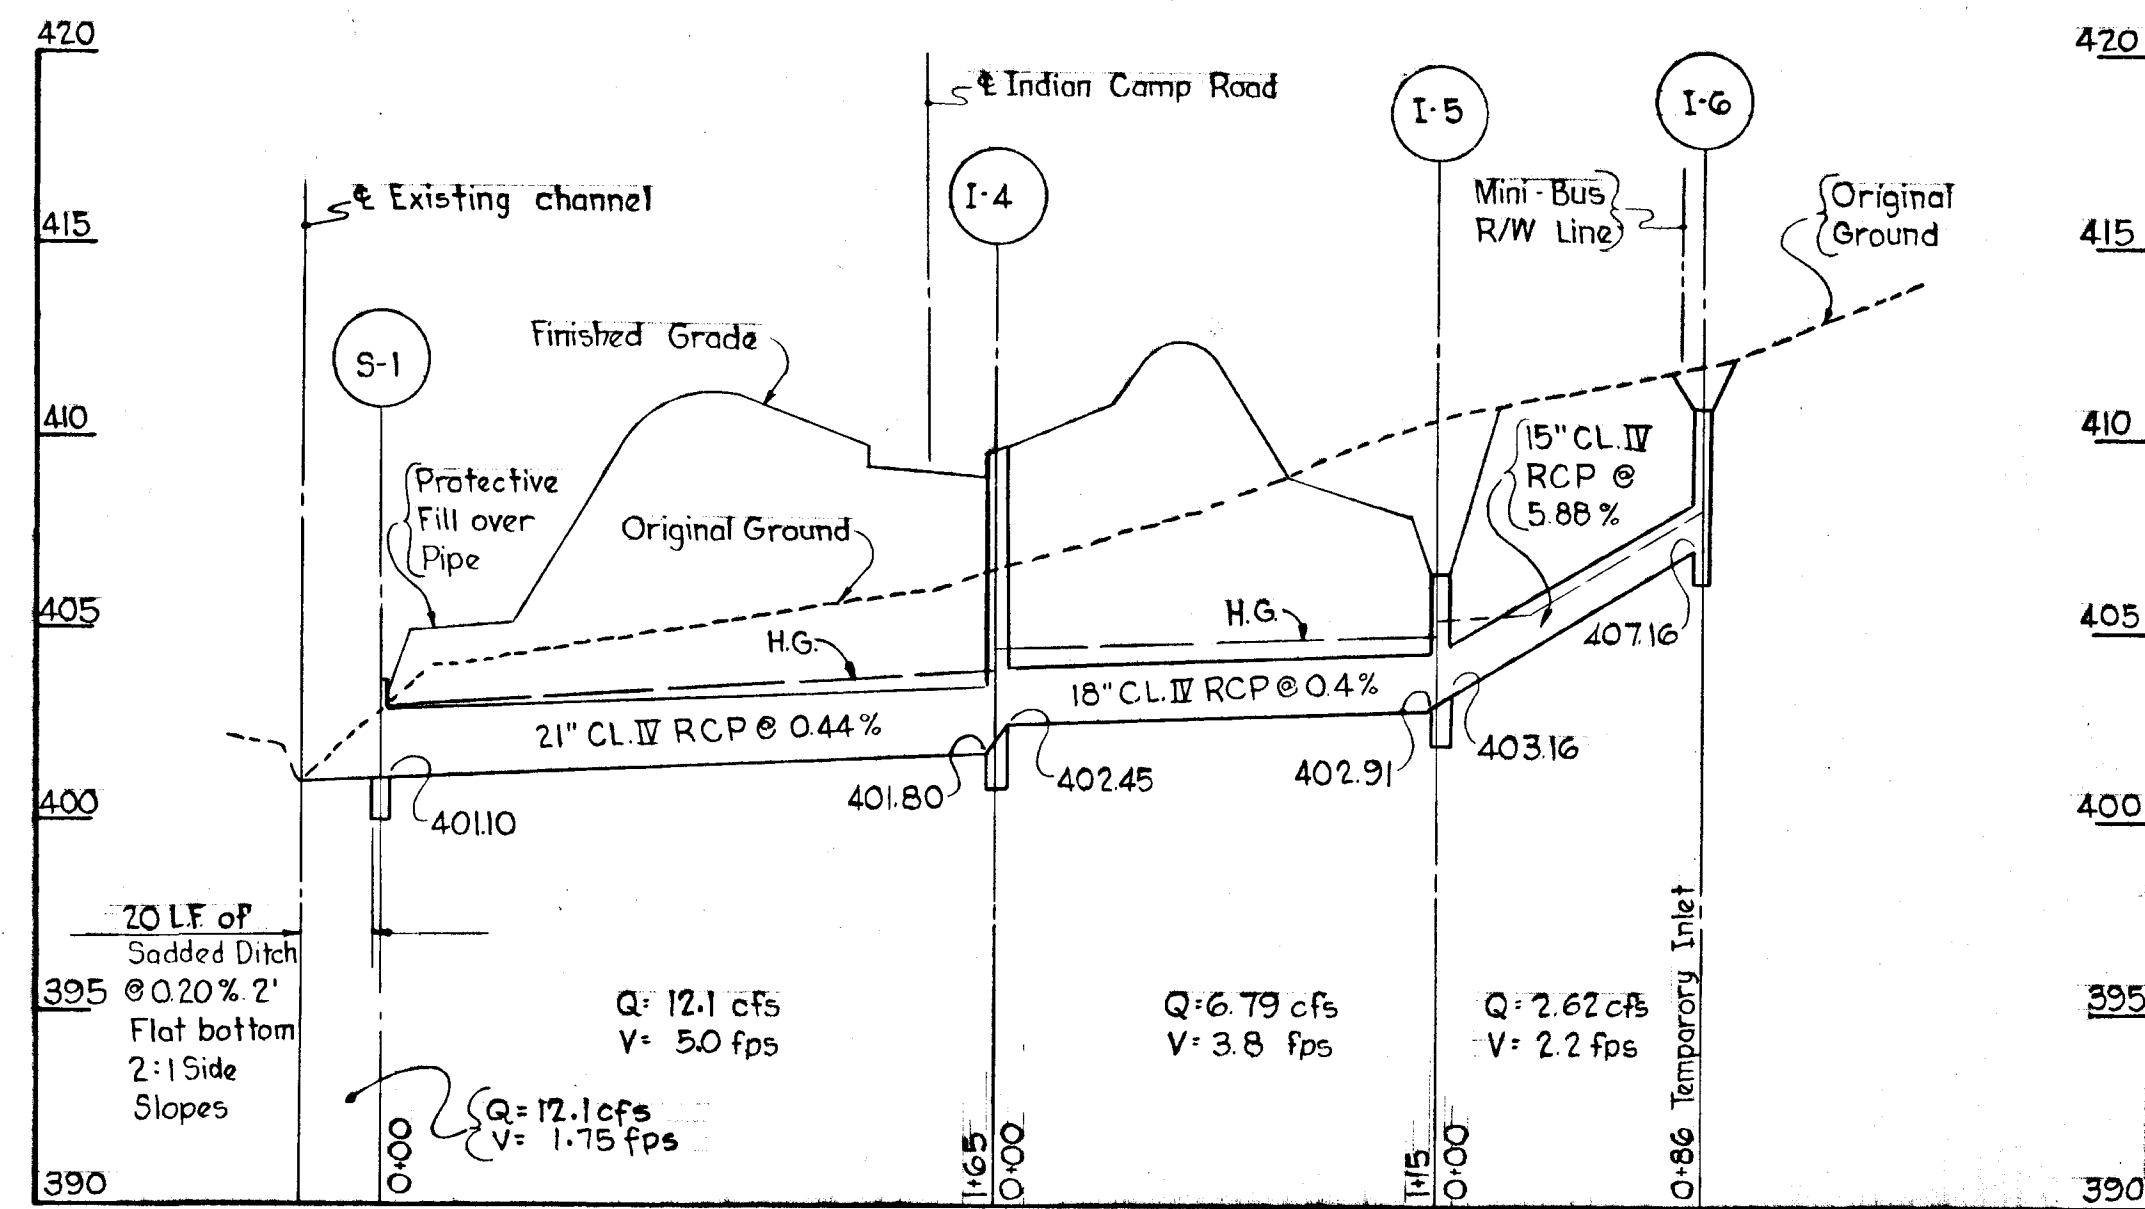 420
415
410
405
400
395
390
℄ Existing channel
S-1
Protective
Fill over
Pipe
Finished Grade
Original Ground
H.G.
21" CL. IV RCP @ 0.44%
401.10
401.80
℄ Indian Camp Road
I-4
402.45
18" CL. IV RCP @ 0.4%
H.G.
402.91
I-5
403.16
15" CL. IV
RCP @
5.88%
407.16
Mini-Bus
R/W Line
I-6
Original
Ground
20 L.F. of
Sadded Ditch
@ 0.20%. 2'
Flat bottom
2:1 Side
Slopes
Q= 12.1 cfs
V= 1.75 fps
Q= 12.1 cfs
V= 5.0 fps
Q= 6.79 cfs
V= 3.8 fps
Q= 2.62 cfs
V= 2.2 fps
0+00
1+65
0+00
1+15
0+00
0+86 Temparory Inlet
420
415
410
405
400
395
390